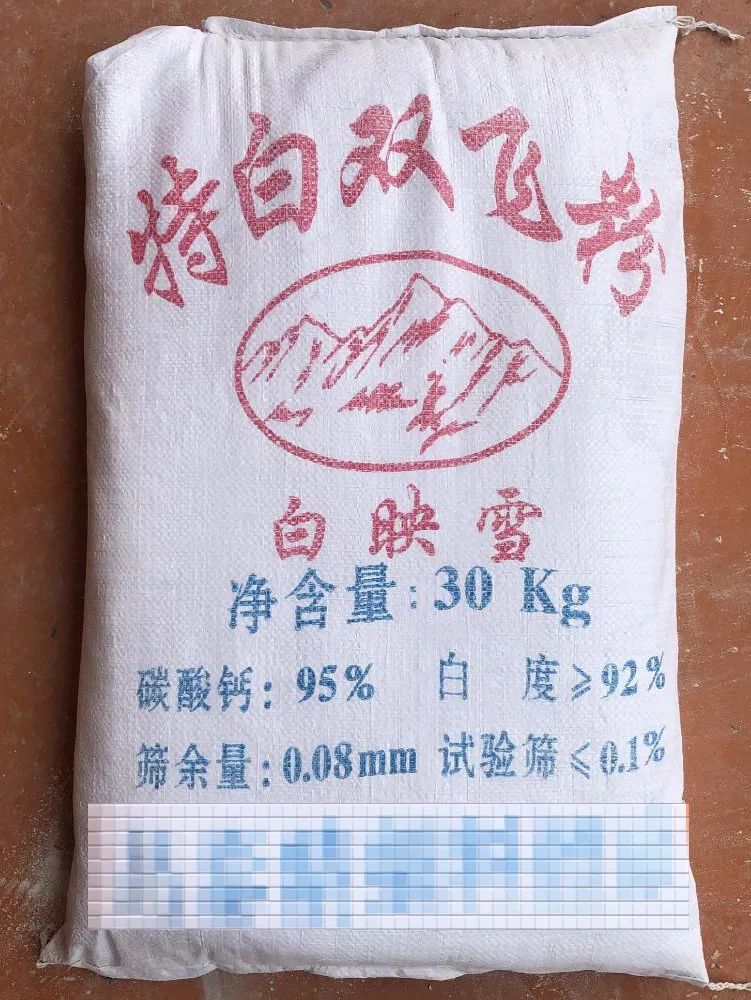 特白双飞粉
白映雪
净含量:30 Kg
碳酸钙:95% 白 度≥92%
筛余量:0.08mm 试验筛≤0.1%